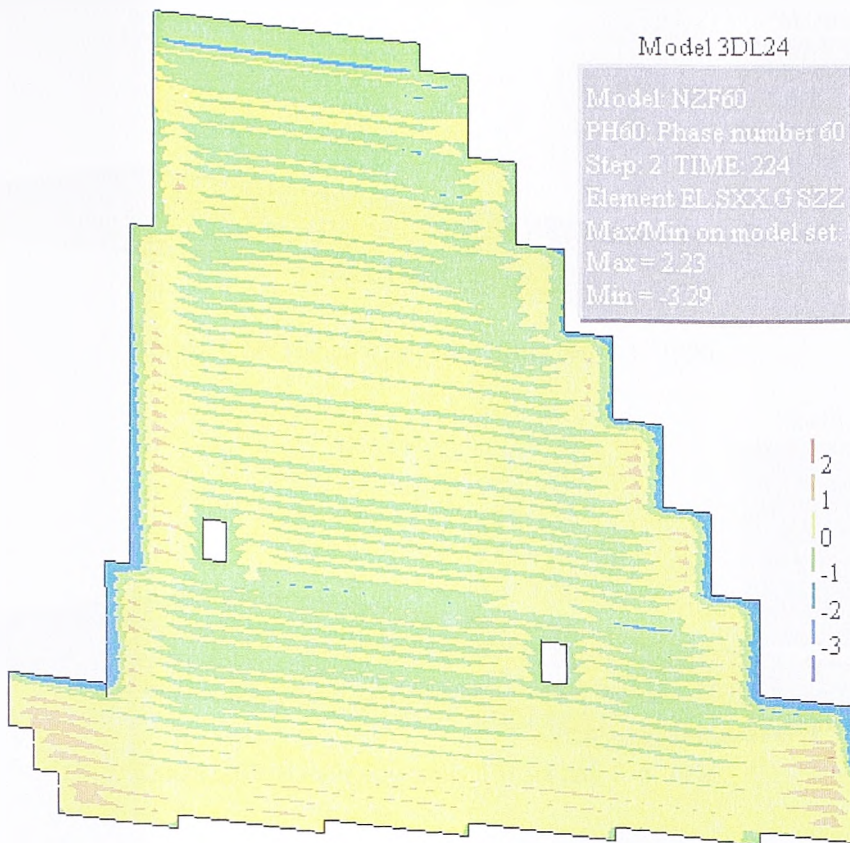 Model 3DL24
Model: NZF60
PH60: Phase number 60
Step: 2 TIME: 224
Element EL.SXX.G SZZ
Max/Min on model set:
Max = 2.23
Min = -3.29
2
1
0
-1
-2
-3